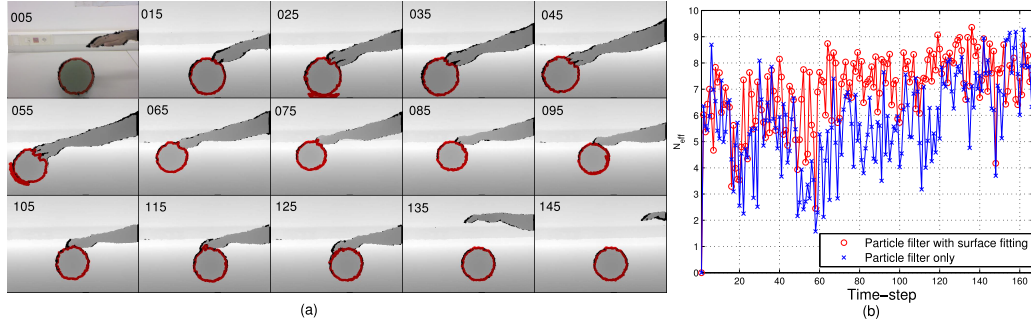 005 015 025 035 045
055 065 075 085 095
105 115 125 135 145
(a)
10
9
8
7
6
5
4
3
2
1
0
N_eff
20 40 60 80 100 120 140 160
Time-step
Particle filter with surface fitting
Particle filter only
(b)